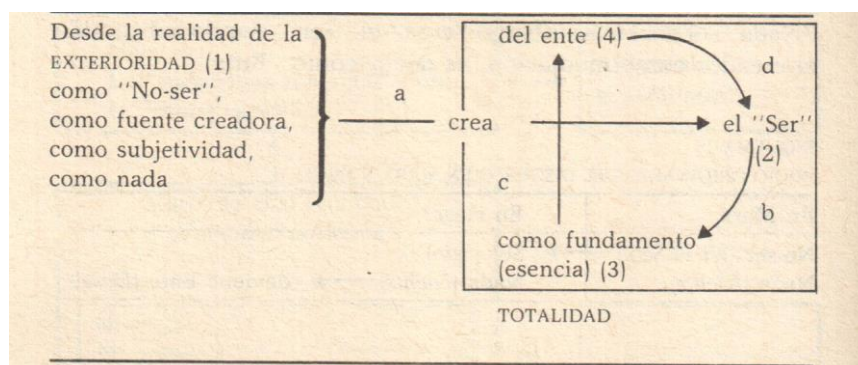 Desde la realidad de la
EXTERIORIDAD (1)
como "No-ser",
como fuente creadora,
como subjetividad,
como nada
a
crea
del ente (4)
d
el "Ser"
(2)
c
b
como fundamento
(esencia) (3)
TOTALIDAD